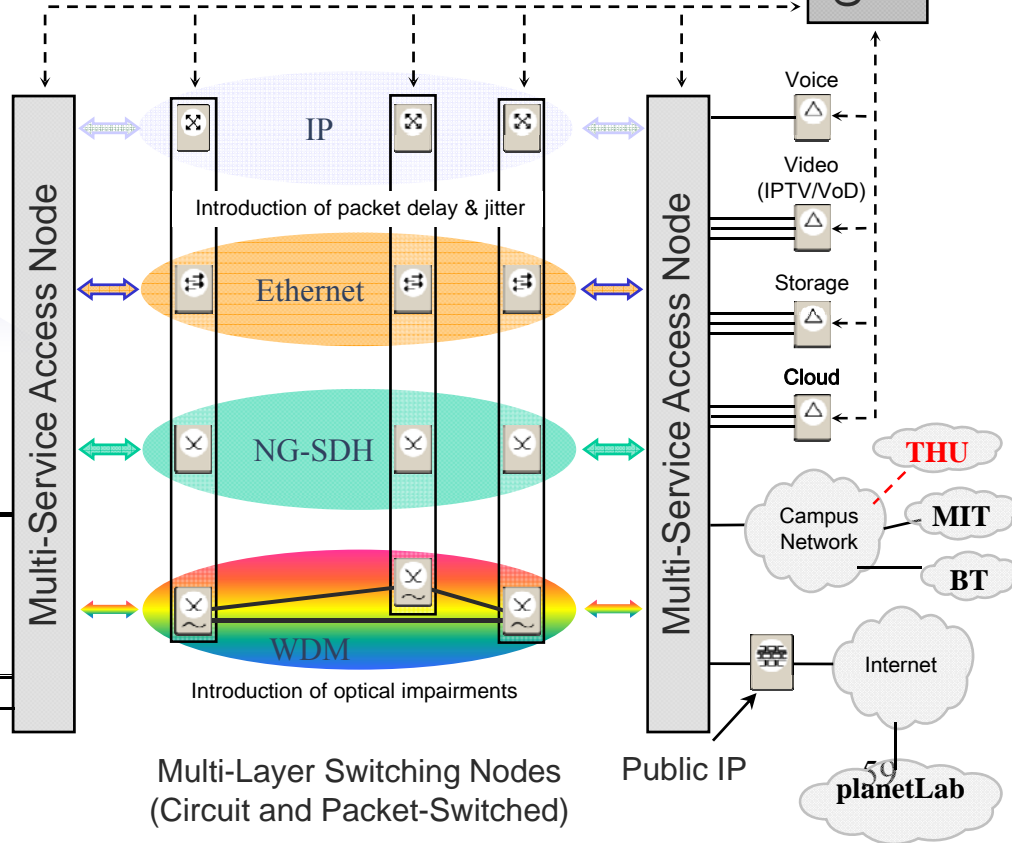 Multi-Service Access Node
IP
Introduction of packet delay & jitter
Ethernet
NG-SDH
WDM
Introduction of optical impairments
Multi-Layer Switching Nodes
(Circuit and Packet-Switched)
Multi-Service Access Node
Voice
Video
(IPTV/VoD)
Storage
Cloud
THU
Campus
Network
MIT
BT
Internet
Public IP
59
planetLab